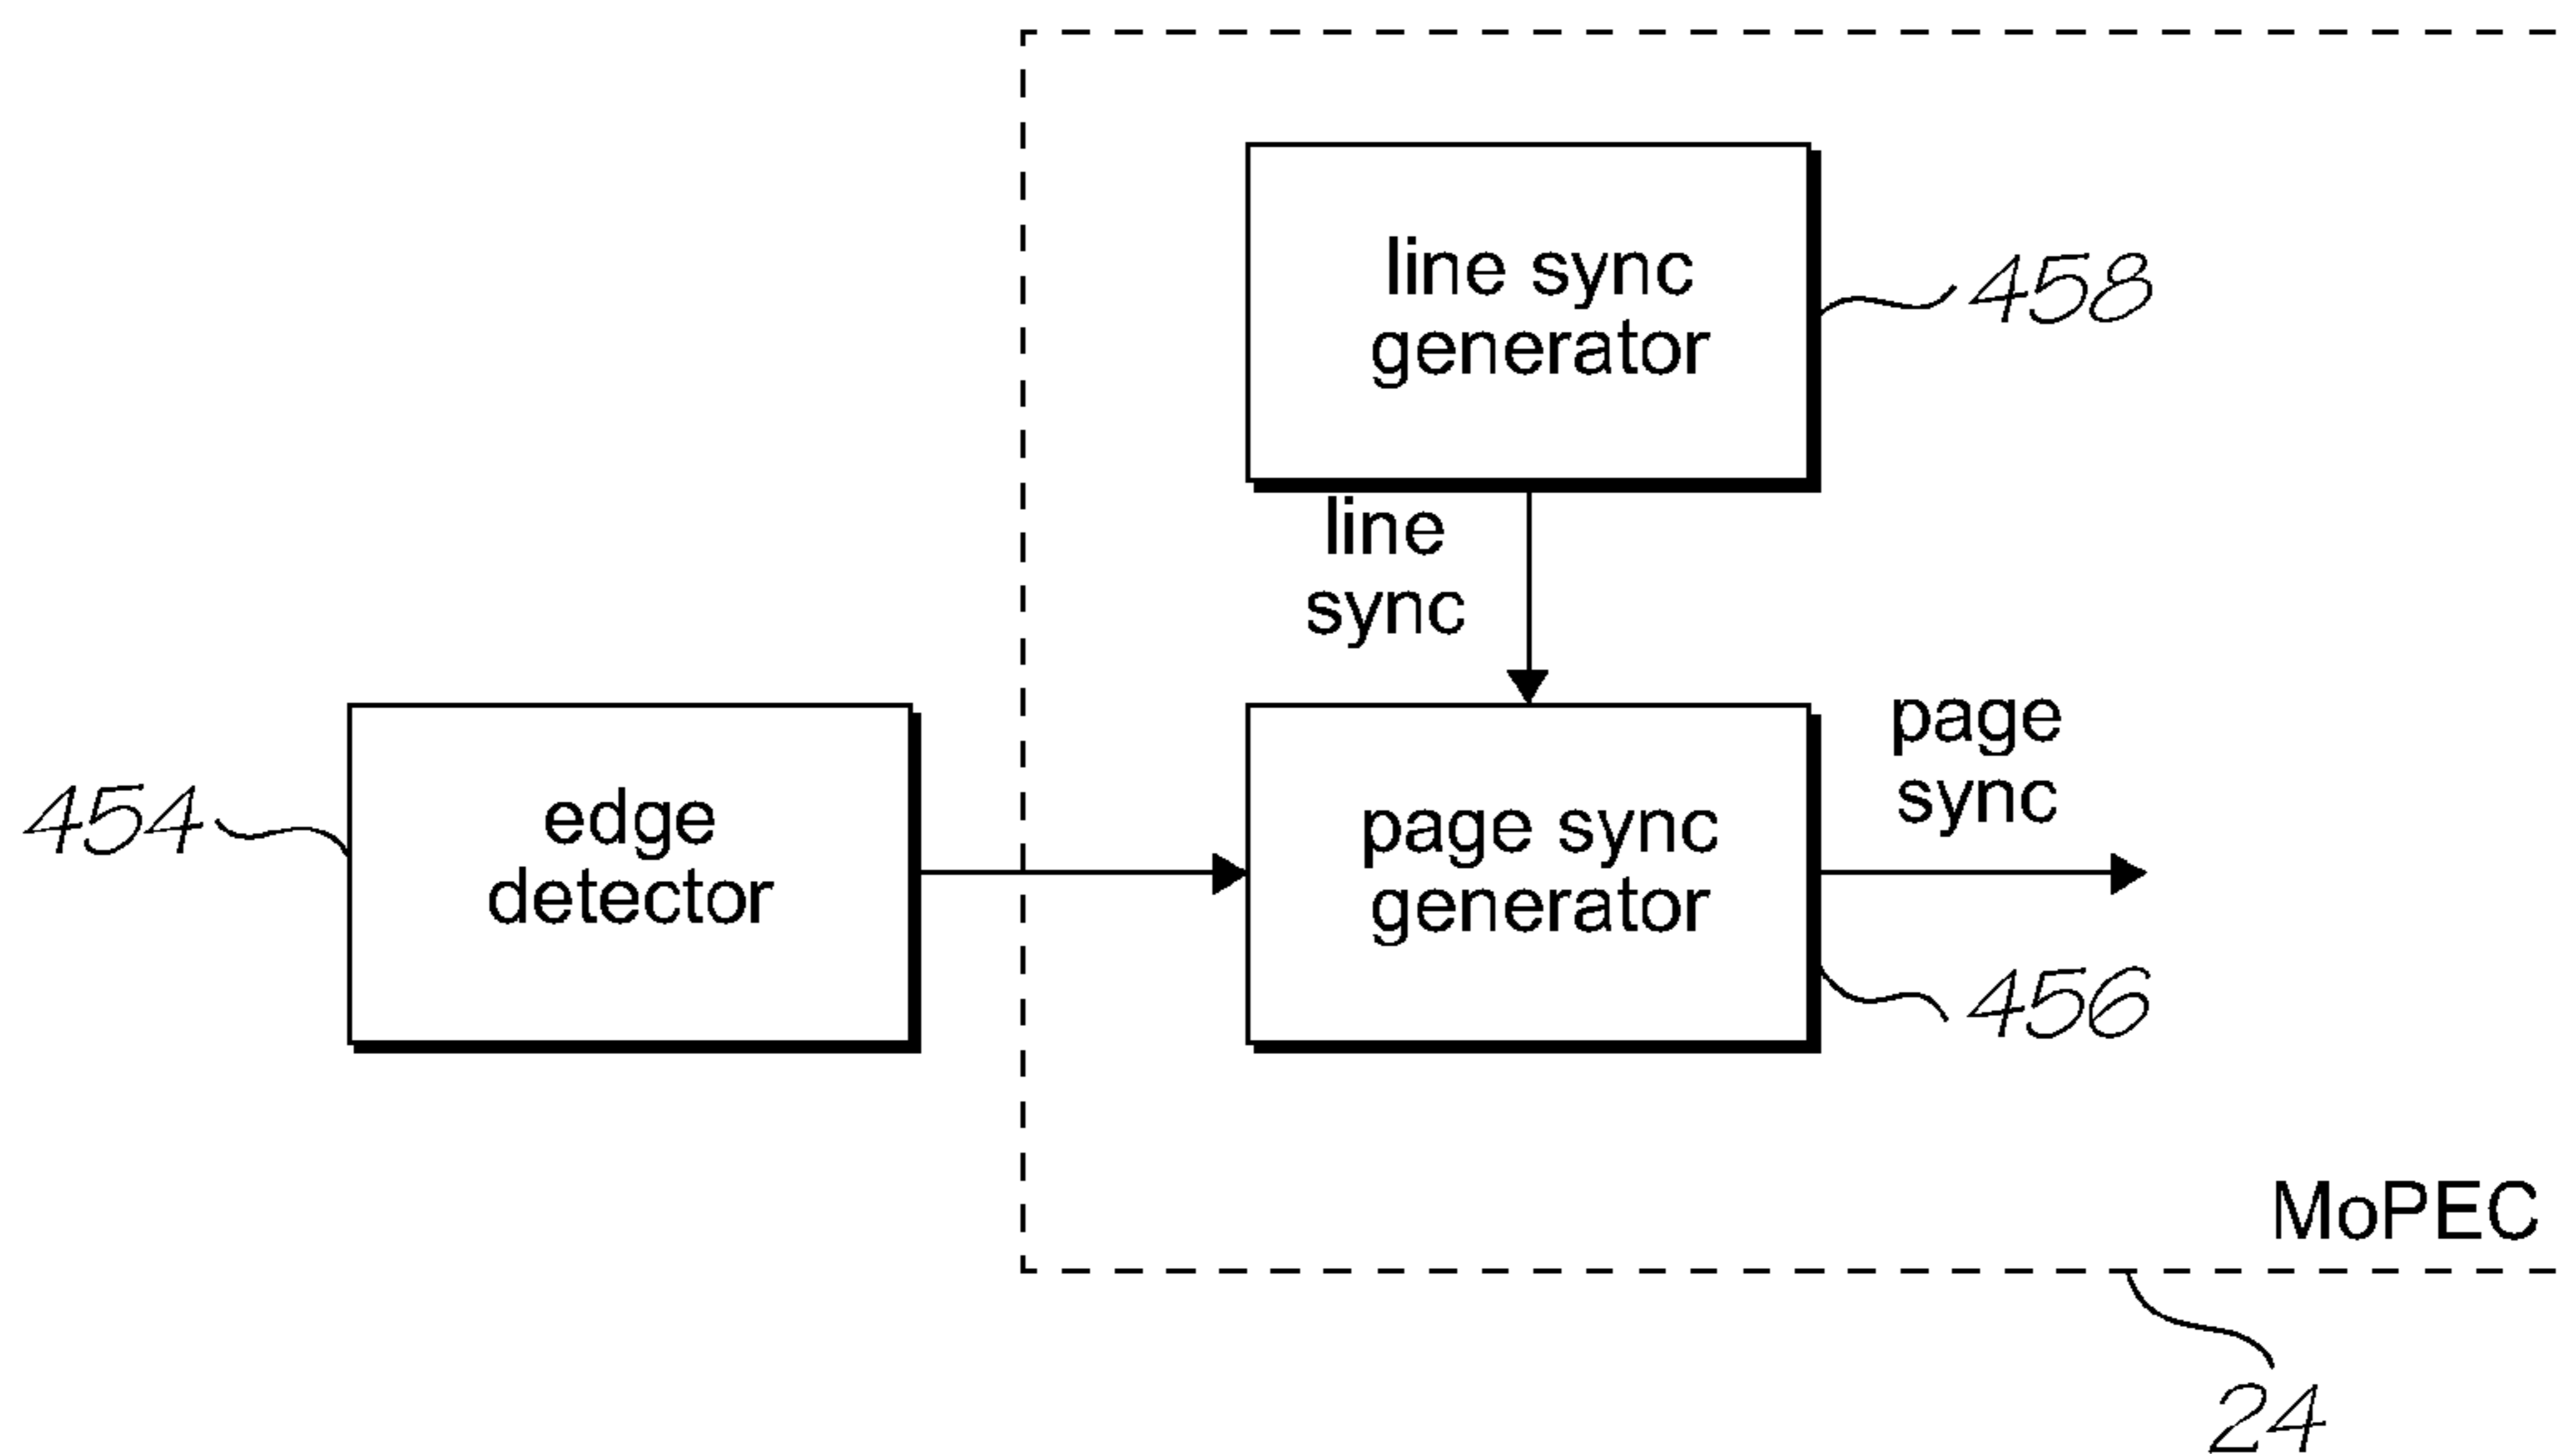 line sync
generator
458
line
sync
454
edge
detector
page sync
generator
page
sync
456
MoPEC
24